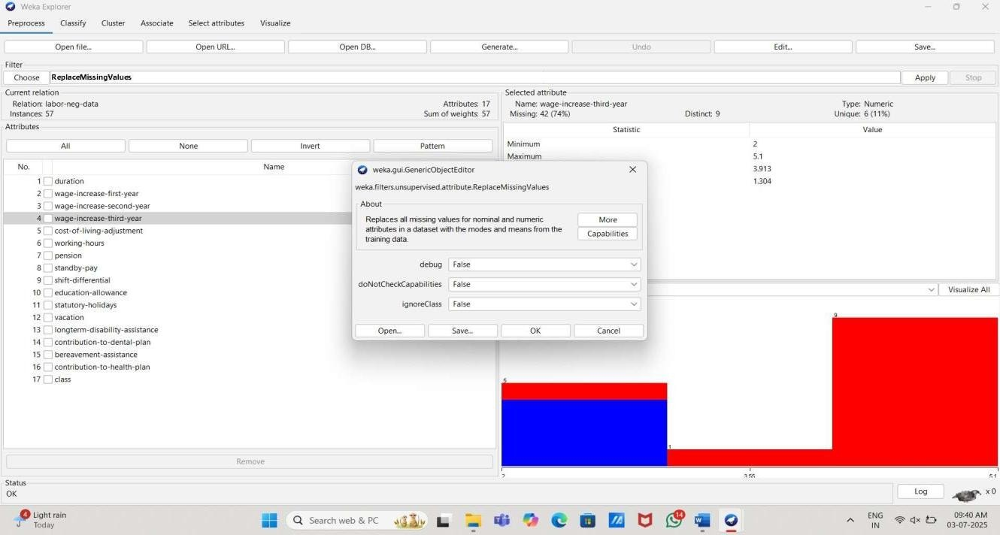 Weka Explorer
Preprocess Classify Cluster Associate Select attributes Visualize
Open file... Open URL... Open DB... Generate... Undo Edit... Save...
Filter
Choose ReplaceMissingValues Apply Stop
Current relation
Relation: labor-neg-data Attributes: 17
Instances: 57 Sum of weights: 57
Selected attribute
Name: wage-increase-third-year Type: Numeric
Missing: 42 (74%) Distinct: 9 Unique: 6 (11%)
Attributes
All None Invert Pattern
No. Name
1 duration
2 wage-increase-first-year
3 wage-increase-second-year
4 wage-increase-third-year
5 cost-of-living-adjustment
6 working-hours
7 pension
8 standby-pay
9 shift-differential
10 education-allowance
11 statutory-holidays
12 vacation
13 longterm-disability-assistance
14 contribution-to-dental-plan
15 bereavement-assistance
16 contribution-to-health-plan
17 class
Remove
Statistic Value
Minimum 2
Maximum 5.1
3.913
1.304
weka.gui.GenericObjectEditor
weka.filters.unsupervised.attribute.ReplaceMissingValues
About
Replaces all missing values for nominal and numeric
attributes in a dataset with the modes and means from the
training data.
More
Capabilities
debug False
doNotCheckCapabilities False
ignoreClass False
Open... Save... OK Cancel
Visualize All
5
1
9
2 3.55 5.1
Status
OK
Log x 0
4 Light rain
Today
Search web & PC
14
ENG
IN
09:40 AM
03-07-2025